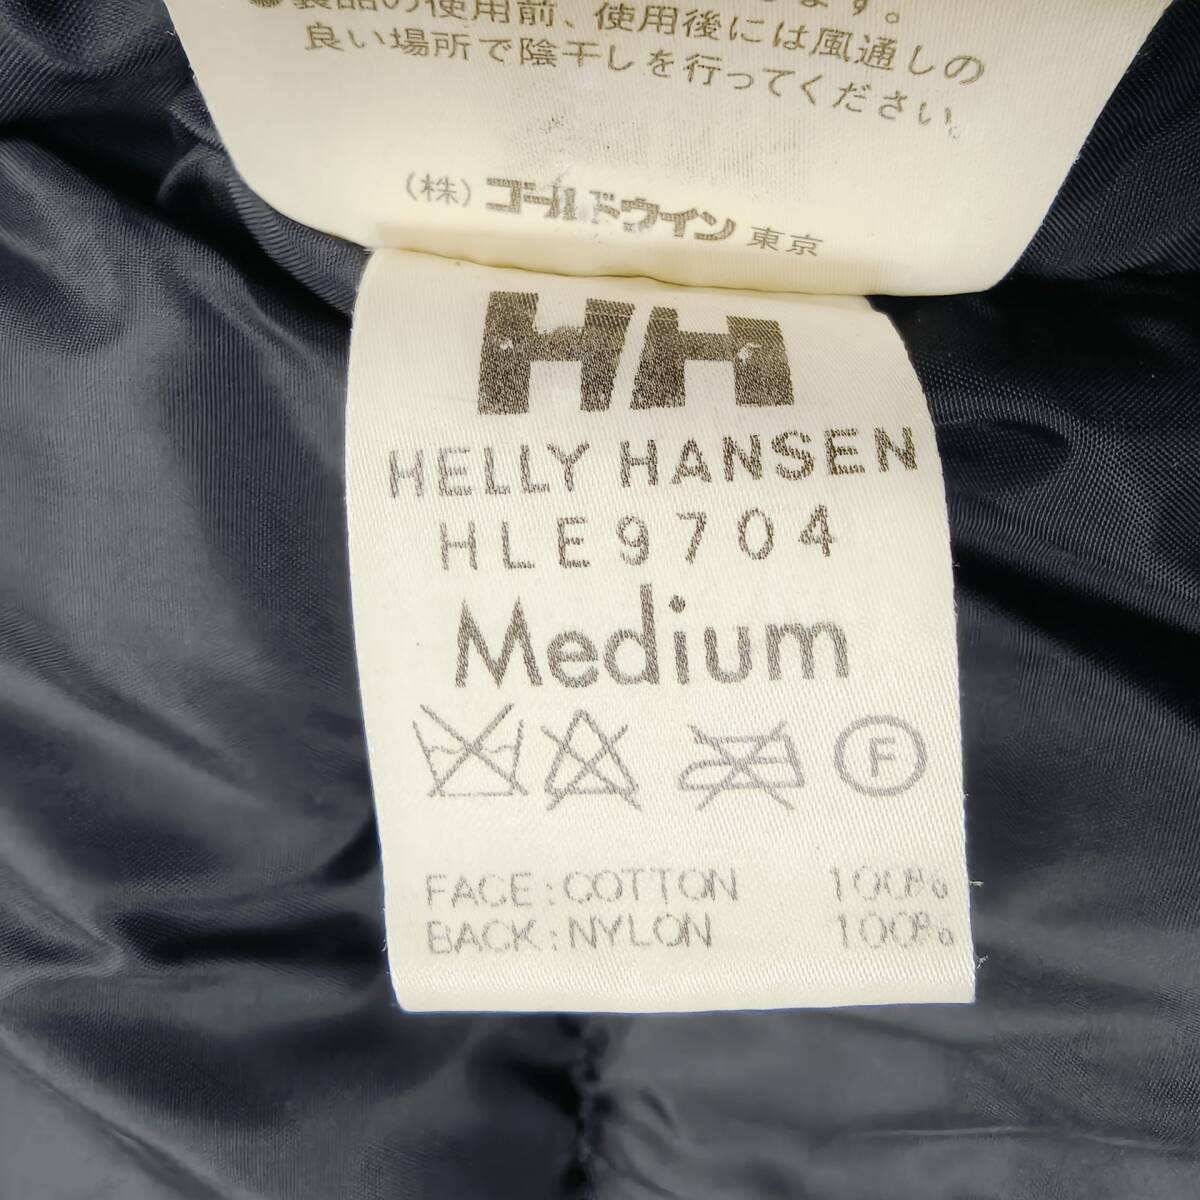 ます。
●製品の使用前、使用後には風通しの
良い場所で陰干しを行ってください。
(株) ゴールドウイン 東京
HH
HELLY HANSEN
HLE9704
Medium
F
FACE:COTTON 100%
BACK:NYLON 100%